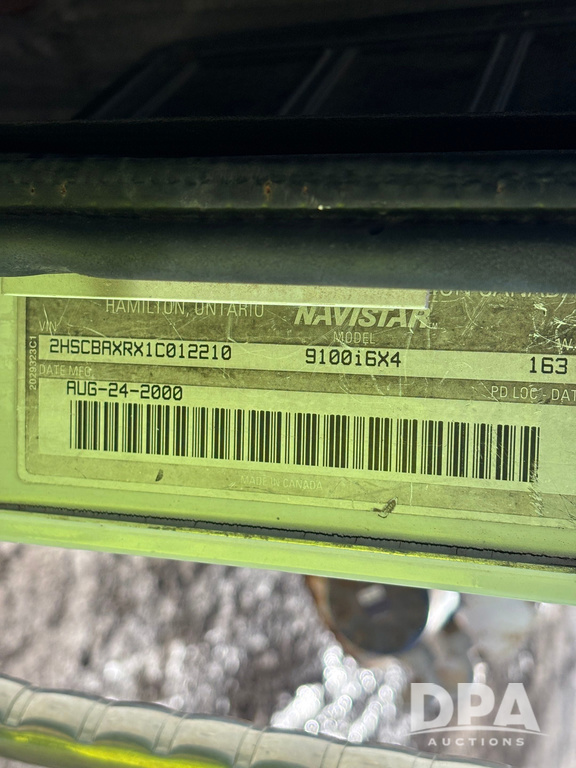 HAMILTON, ONTARIO NAVISTAR
VIN MODEL
2HSCBAXRX1C012210 9100i6X4 163
DATE MFG PD LOC - DAT
AUG-24-2000
2029323C1
MADE IN CANADA
DPA
AUCTIONS